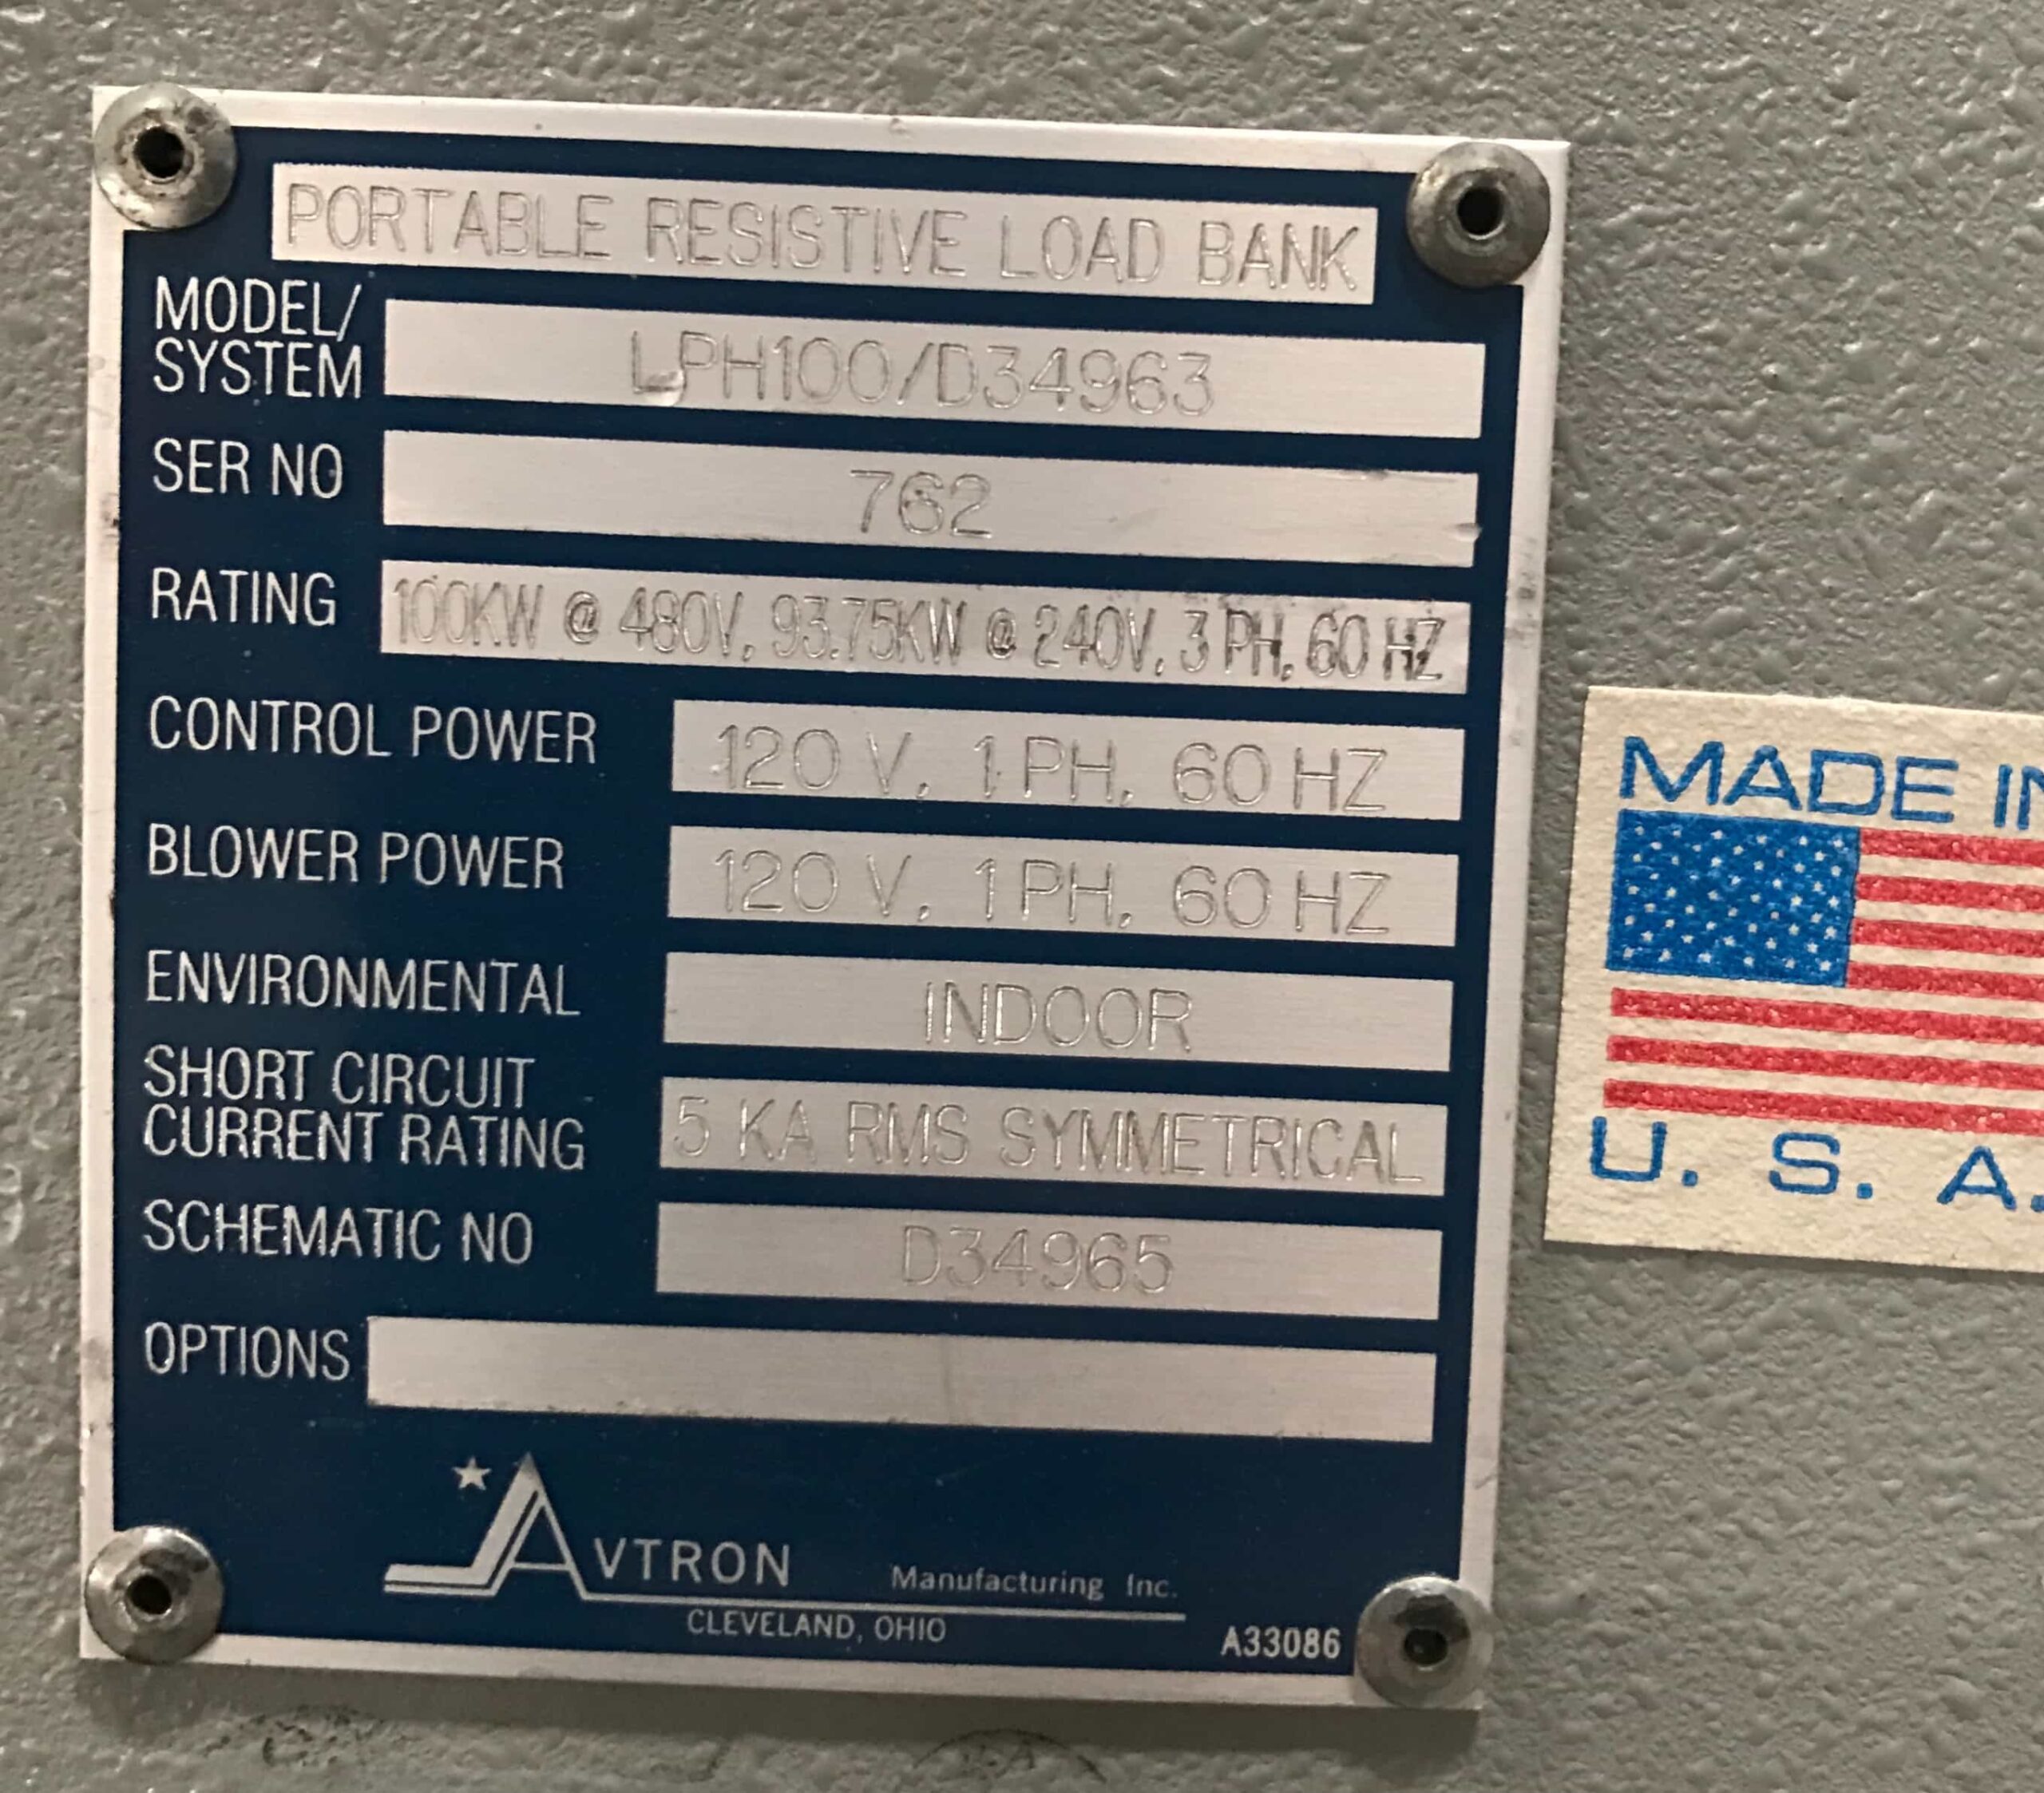 PORTABLE RESISTIVE LOAD BANK
MODEL/
SYSTEM LPH100/D34963
SER NO 762
RATING 100KW @ 480V, 93.75KW @ 240V, 3 PH, 60 HZ
CONTROL POWER 120 V, 1 PH, 60 HZ
BLOWER POWER 120 V, 1 PH, 60 HZ
ENVIRONMENTAL INDOOR
SHORT CIRCUIT
CURRENT RATING 5 KA RMS SYMMETRICAL
SCHEMATIC NO D34965
OPTIONS
AVTRON Manufacturing Inc.
CLEVELAND, OHIO
A33086
MADE IN
U. S. A.